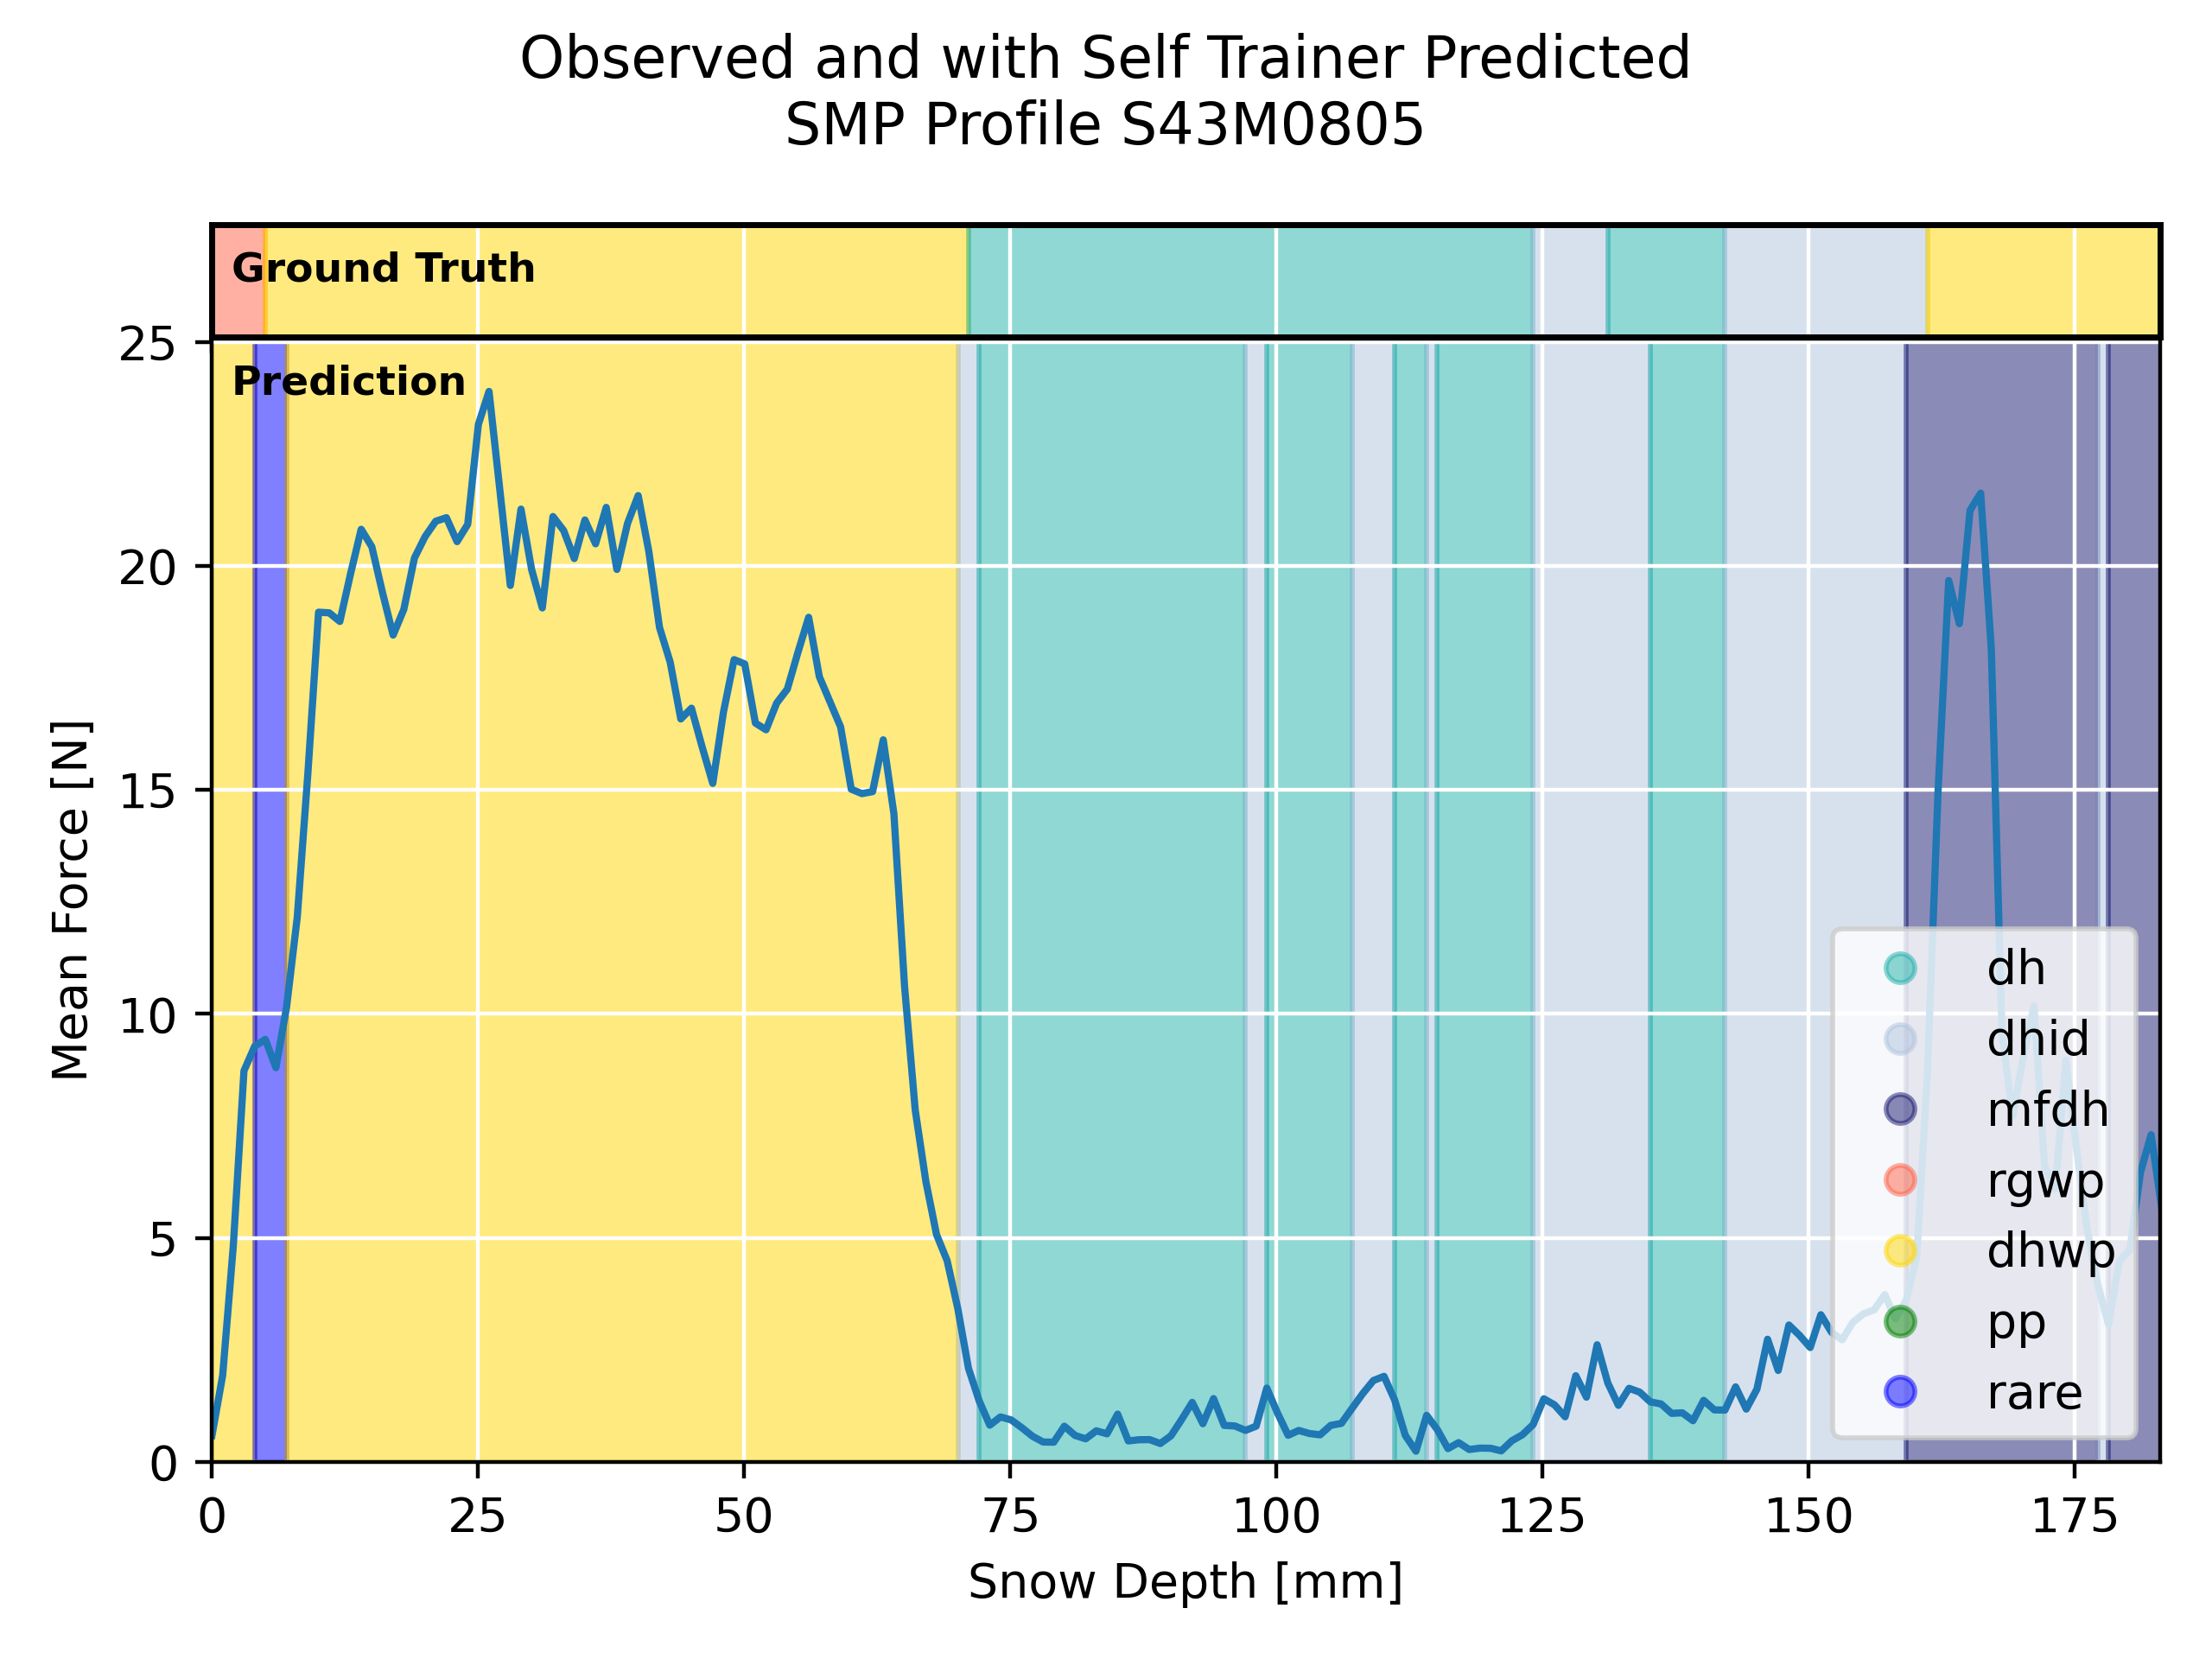 Observed and with Self Trainer Predicted
SMP Profile S43M0805
Ground Truth
Prediction
25
20
15
10
5
0
Mean Force [N]
0 25 50 75 100 125 150 175
Snow Depth [mm]
dh
dhid
mfdh
rgwp
dhwp
pp
rare